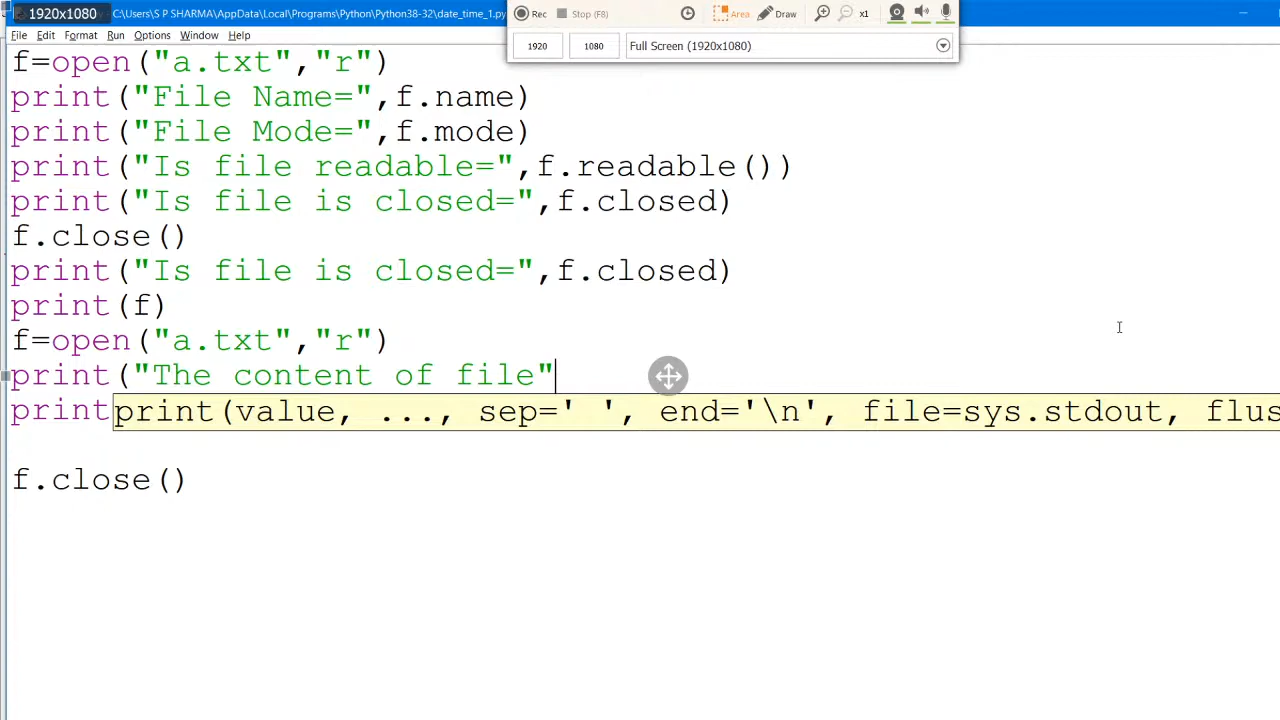 1920x1080 C:\Users\S P SHARMA\AppData\Local\Programs\Python\Python38-32\date_time_1.py
Rec Stop (F8) Area Draw x1
File Edit Format Run Options Window Help
1920 1080 Full Screen (1920x1080)
f=open("a.txt","r")
print("File Name=",f.name)
print("File Mode=",f.mode)
print("Is file readable=",f.readable())
print("Is file is closed=",f.closed)
f.close()
print("Is file is closed=",f.closed)
print(f)
f=open("a.txt","r")
print("The content of file"
print print(value, ..., sep=' ', end='\n', file=sys.stdout, flus
f.close()